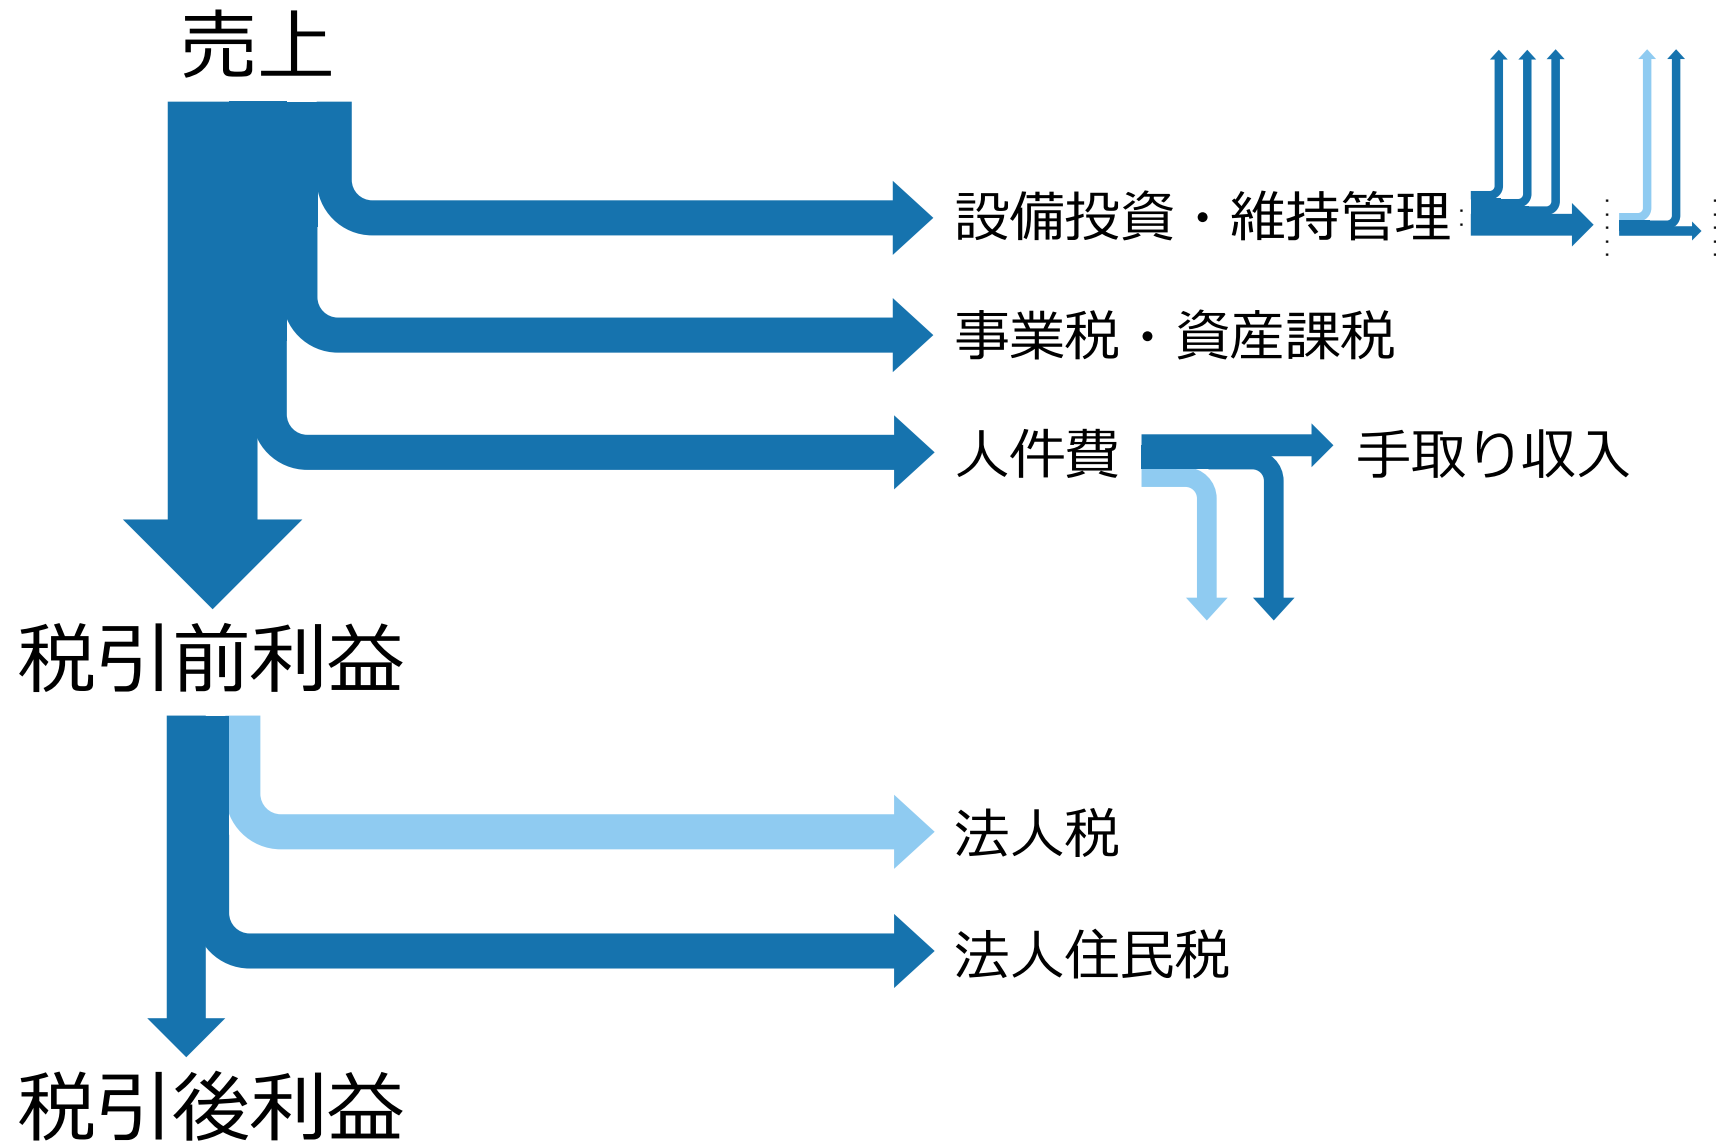 売上
設備投資・維持管理
事業税・資産課税
人件費
手取り収入
税引前利益
法人税
法人住民税
税引後利益